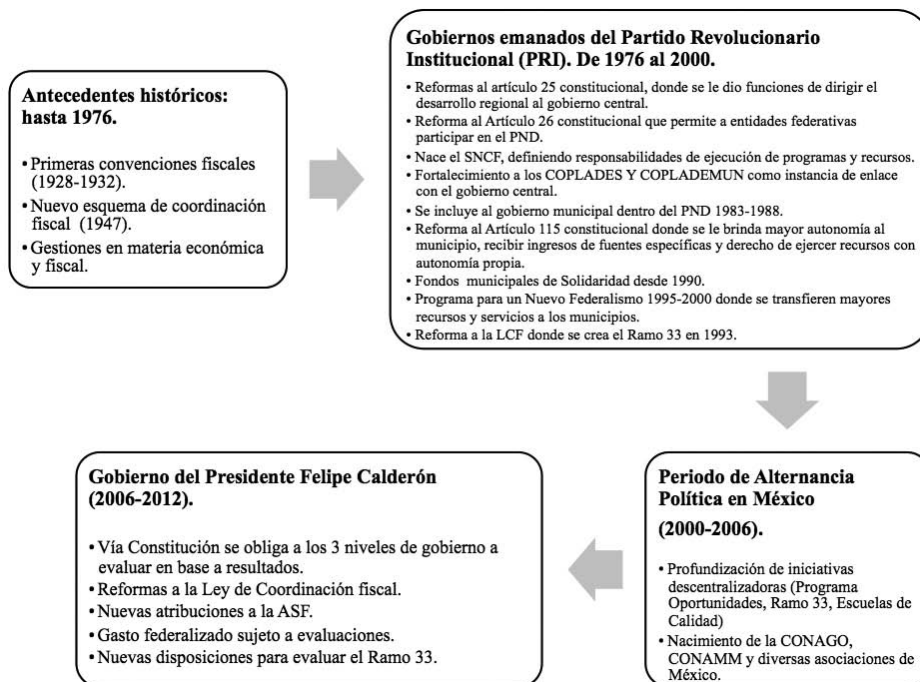 Antecedentes históricos:
hasta 1976.
• Primeras convenciones fiscales
(1928-1932).
• Nuevo esquema de coordinación
fiscal (1947).
• Gestiones en materia económica
y fiscal.
Gobiernos emanados del Partido Revolucionario
Institucional (PRI). De 1976 al 2000.
• Reformas al artículo 25 constitucional, donde se le dio funciones de dirigir el
desarrollo regional al gobierno central.
• Reforma al Artículo 26 constitucional que permite a entidades federativas
participar en el PND.
• Nace el SNCF, definiendo responsabilidades de ejecución de programas y recursos.
• Fortalecimiento a los COPLADES Y COPLADEMUN como instancia de enlace
con el gobierno central.
• Se incluye al gobierno municipal dentro del PND 1983-1988.
• Reforma al Artículo 115 constitucional donde se le brinda mayor autonomía al
municipio, recibir ingresos de fuentes específicas y derecho de ejercer recursos con
autonomía propia.
• Fondos municipales de Solidaridad desde 1990.
• Programa para un Nuevo Federalismo 1995-2000 donde se transfieren mayores
recursos y servicios a los municipios.
• Reforma a la LCF donde se crea el Ramo 33 en 1993.
Periodo de Alternancia
Política en México
(2000-2006).
• Profundización de iniciativas
descentralizadoras (Programa
Oportunidades, Ramo 33, Escuelas de
Calidad)
• Nacimiento de la CONAGO,
CONAMM y diversas asociaciones de
México.
Gobierno del Presidente Felipe Calderón
(2006-2012).
• Vía Constitución se obliga a los 3 niveles de gobierno a
evaluar en base a resultados.
• Reformas a la Ley de Coordinación fiscal.
• Nuevas atribuciones a la ASF.
• Gasto federalizado sujeto a evaluaciones.
• Nuevas disposiciones para evaluar el Ramo 33.